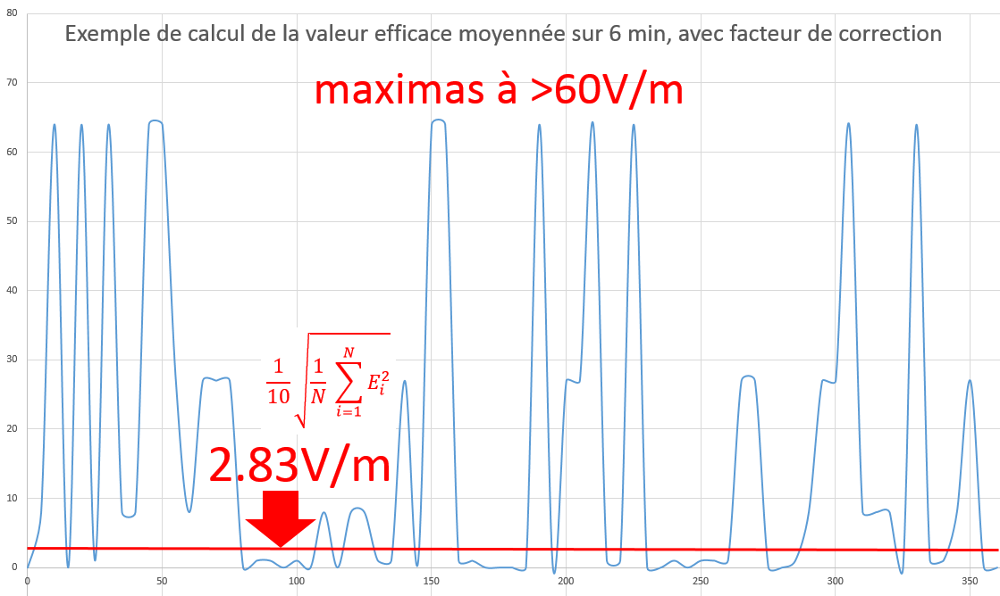 80
Exemple de calcul de la valeur efficace moyennée sur 6 min, avec facteur de correction
70
maximas à >60V/m
60
50
40
30
1/10 √(1/N ∑_{i=1}^{N} E_i^2)
20
2.83V/m
10
0
0 50 100 150 200 250 300 350